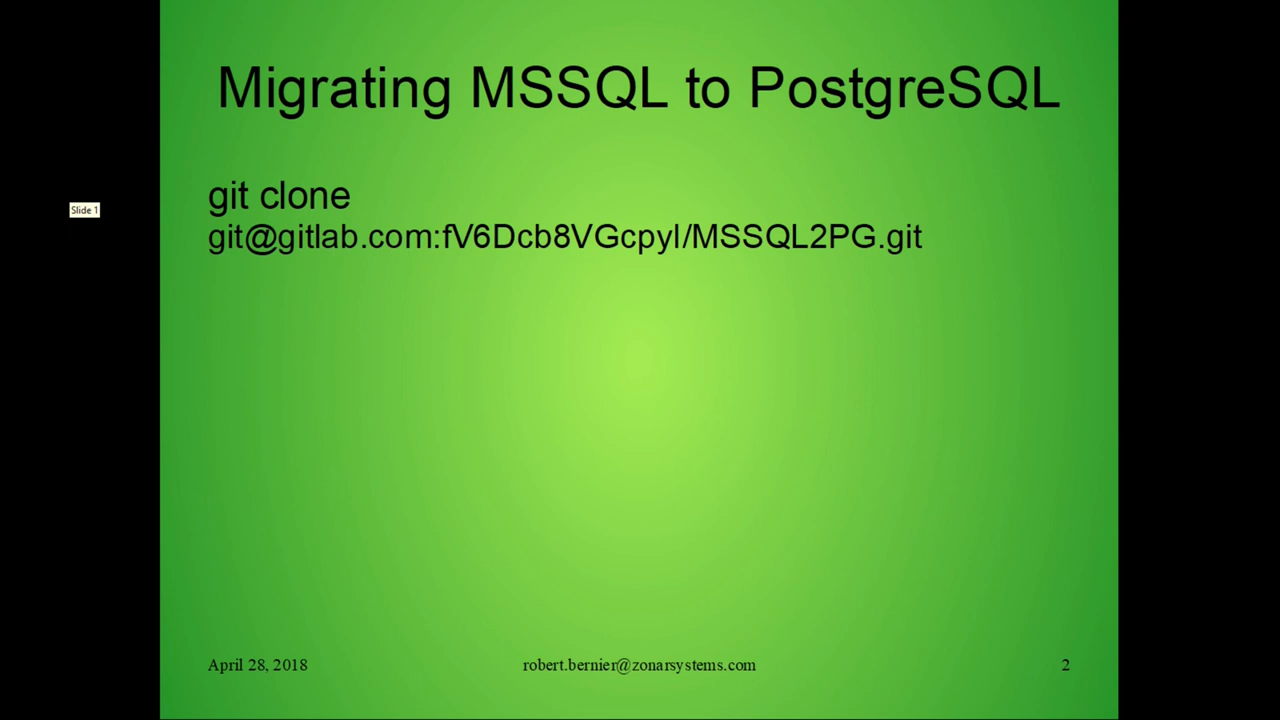 Migrating MSSQL to PostgreSQL
git clone
git@gitlab.com:fV6Dcb8VGcpyl/MSSQL2PG.git
Slide 1
April 28, 2018
robert.bernier@zonarsystems.com
2